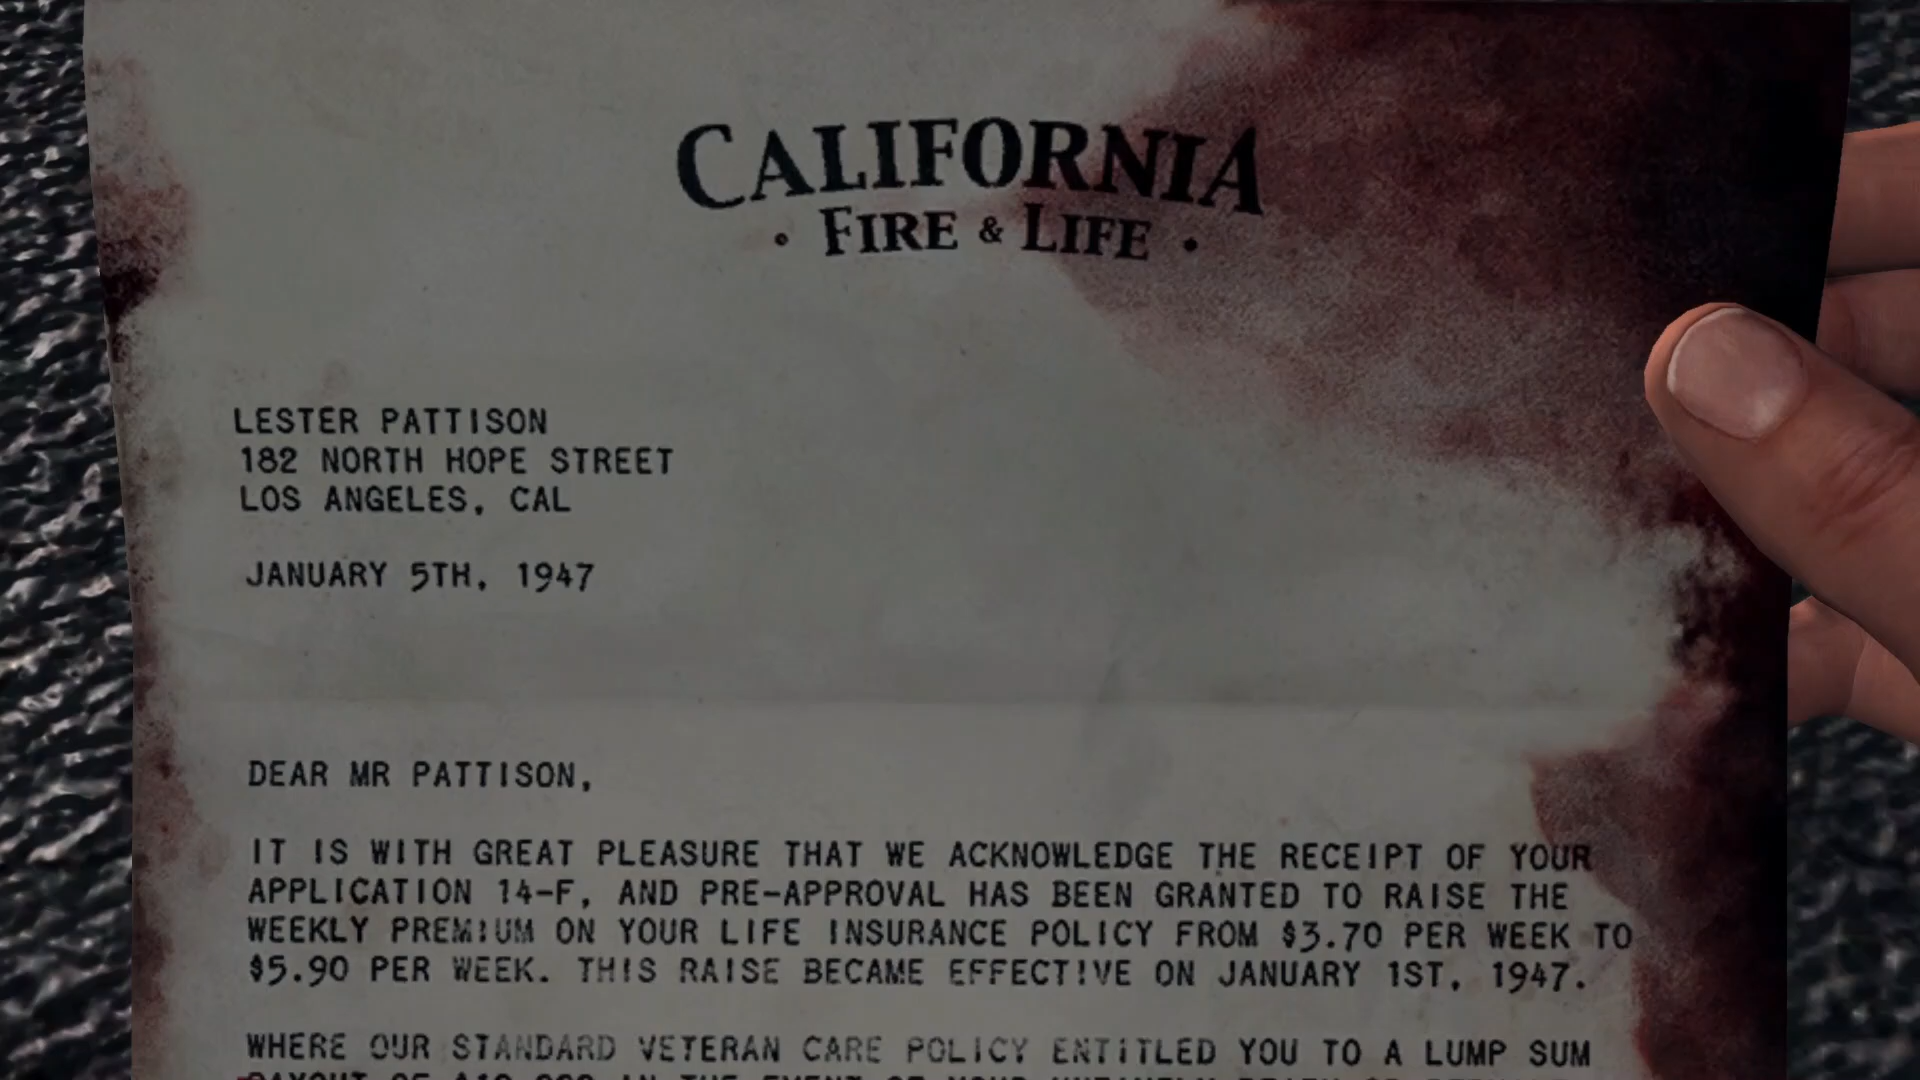 CALIFORNIA
• FIRE & LIFE •
LESTER PATTISON
182 NORTH HOPE STREET
LOS ANGELES, CAL
JANUARY 5TH, 1947
DEAR MR PATTISON,
IT IS WITH GREAT PLEASURE THAT WE ACKNOWLEDGE THE RECEIPT OF YOUR
APPLICATION 14-F, AND PRE-APPROVAL HAS BEEN GRANTED TO RAISE THE
WEEKLY PREMIUM ON YOUR LIFE INSURANCE POLICY FROM $3.70 PER WEEK TO
$5.90 PER WEEK. THIS RAISE BECAME EFFECTIVE ON JANUARY 1ST, 1947.
WHERE OUR STANDARD VETERAN CARE POLICY ENTITLED YOU TO A LUMP SUM